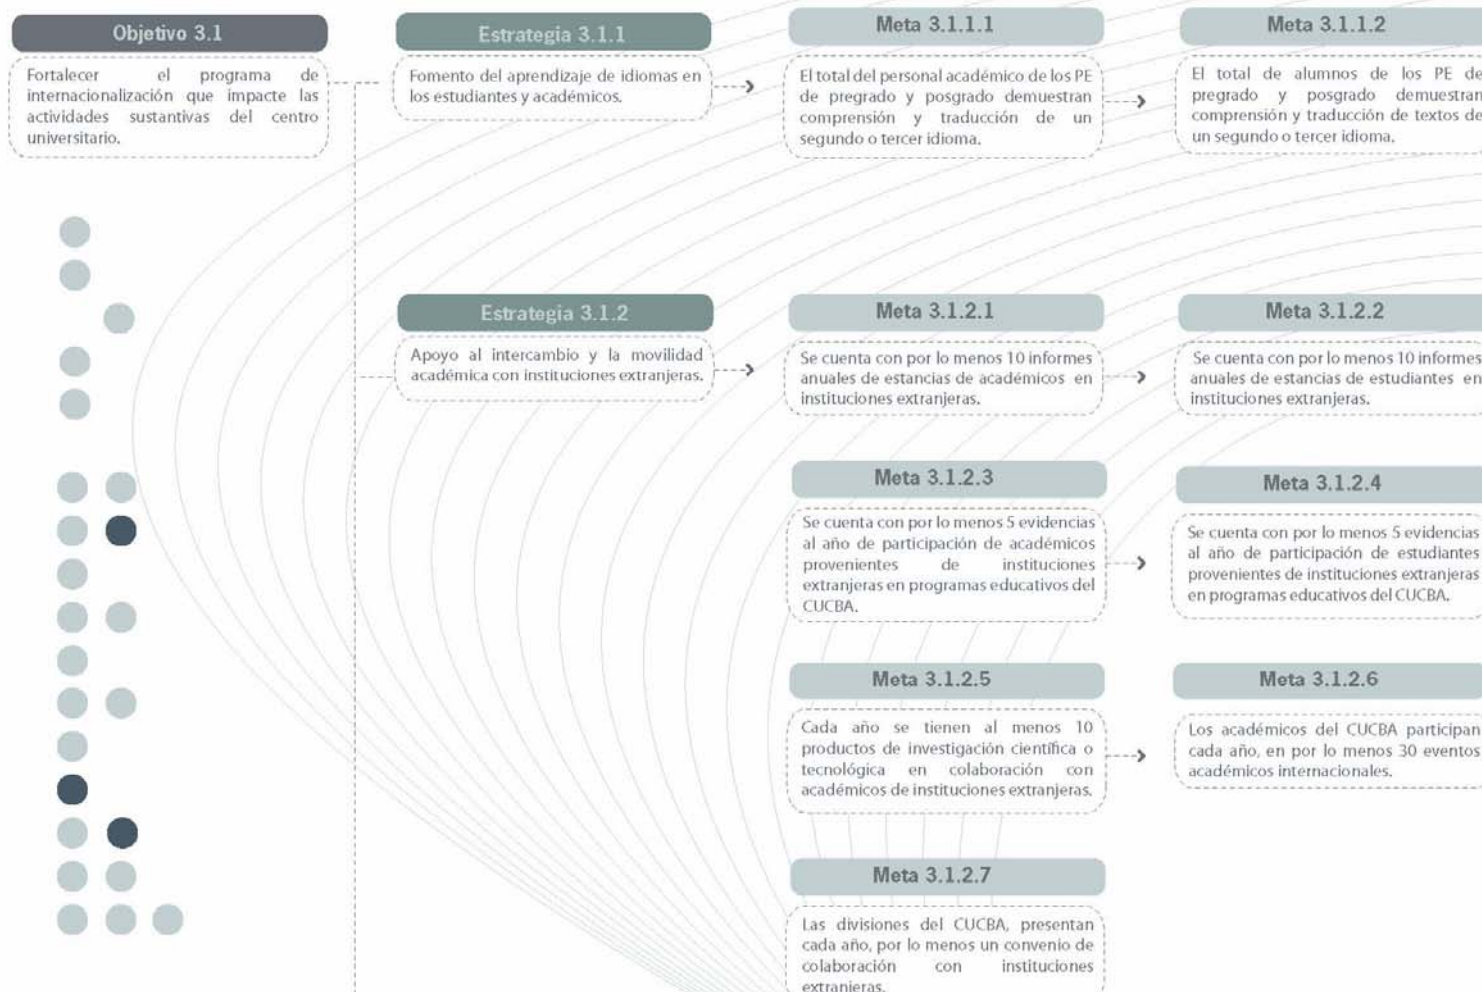 Objetivo 3.1
Fortalecer el programa de
internacionalización que impacte las
actividades sustantivas del centro
universitario.
Estrategia 3.1.1
Fomento del aprendizaje de idiomas en
los estudiantes y académicos.
Meta 3.1.1.1
El total del personal académico de los PE
de pregrado y posgrado demuestran
comprensión y traducción de un
segundo o tercer idioma.
Meta 3.1.1.2
El total de alumnos de los PE de
pregrado y posgrado demuestran
comprensión y traducción de textos de
un segundo o tercer idioma.
Estrategia 3.1.2
Apoyo al intercambio y la movilidad
académica con instituciones extranjeras.
Meta 3.1.2.1
Se cuenta con por lo menos 10 informes
anuales de estancias de académicos en
instituciones extranjeras.
Meta 3.1.2.2
Se cuenta con por lo menos 10 informes
anuales de estancias de estudiantes en
instituciones extranjeras.
Meta 3.1.2.3
Se cuenta con por lo menos 5 evidencias
al año de participación de académicos
provenientes de instituciones
extranjeras en programas educativos del
CUCBA.
Meta 3.1.2.4
Se cuenta con por lo menos 5 evidencias
al año de participación de estudiantes
provenientes de instituciones extranjeras
en programas educativos del CUCBA.
Meta 3.1.2.5
Cada año se tienen al menos 10
productos de investigación científica o
tecnológica en colaboración con
académicos de instituciones extranjeras.
Meta 3.1.2.6
Los académicos del CUCBA participan
cada año, en por lo menos 30 eventos
académicos internacionales.
Meta 3.1.2.7
Las divisiones del CUCBA, presentan
cada año, por lo menos un convenio de
colaboración con instituciones
extranjeras.